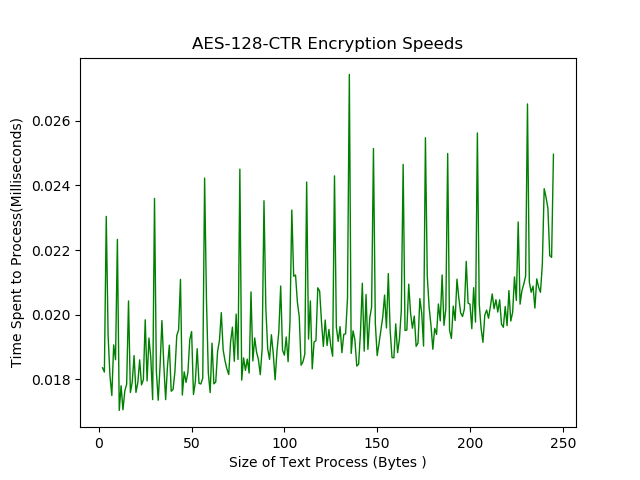 AES-128-CTR Encryption Speeds
Time Spent to Process(Milliseconds)
0.026
0.024
0.022
0.020
0.018
0 50 100 150 200 250
Size of Text Process (Bytes )